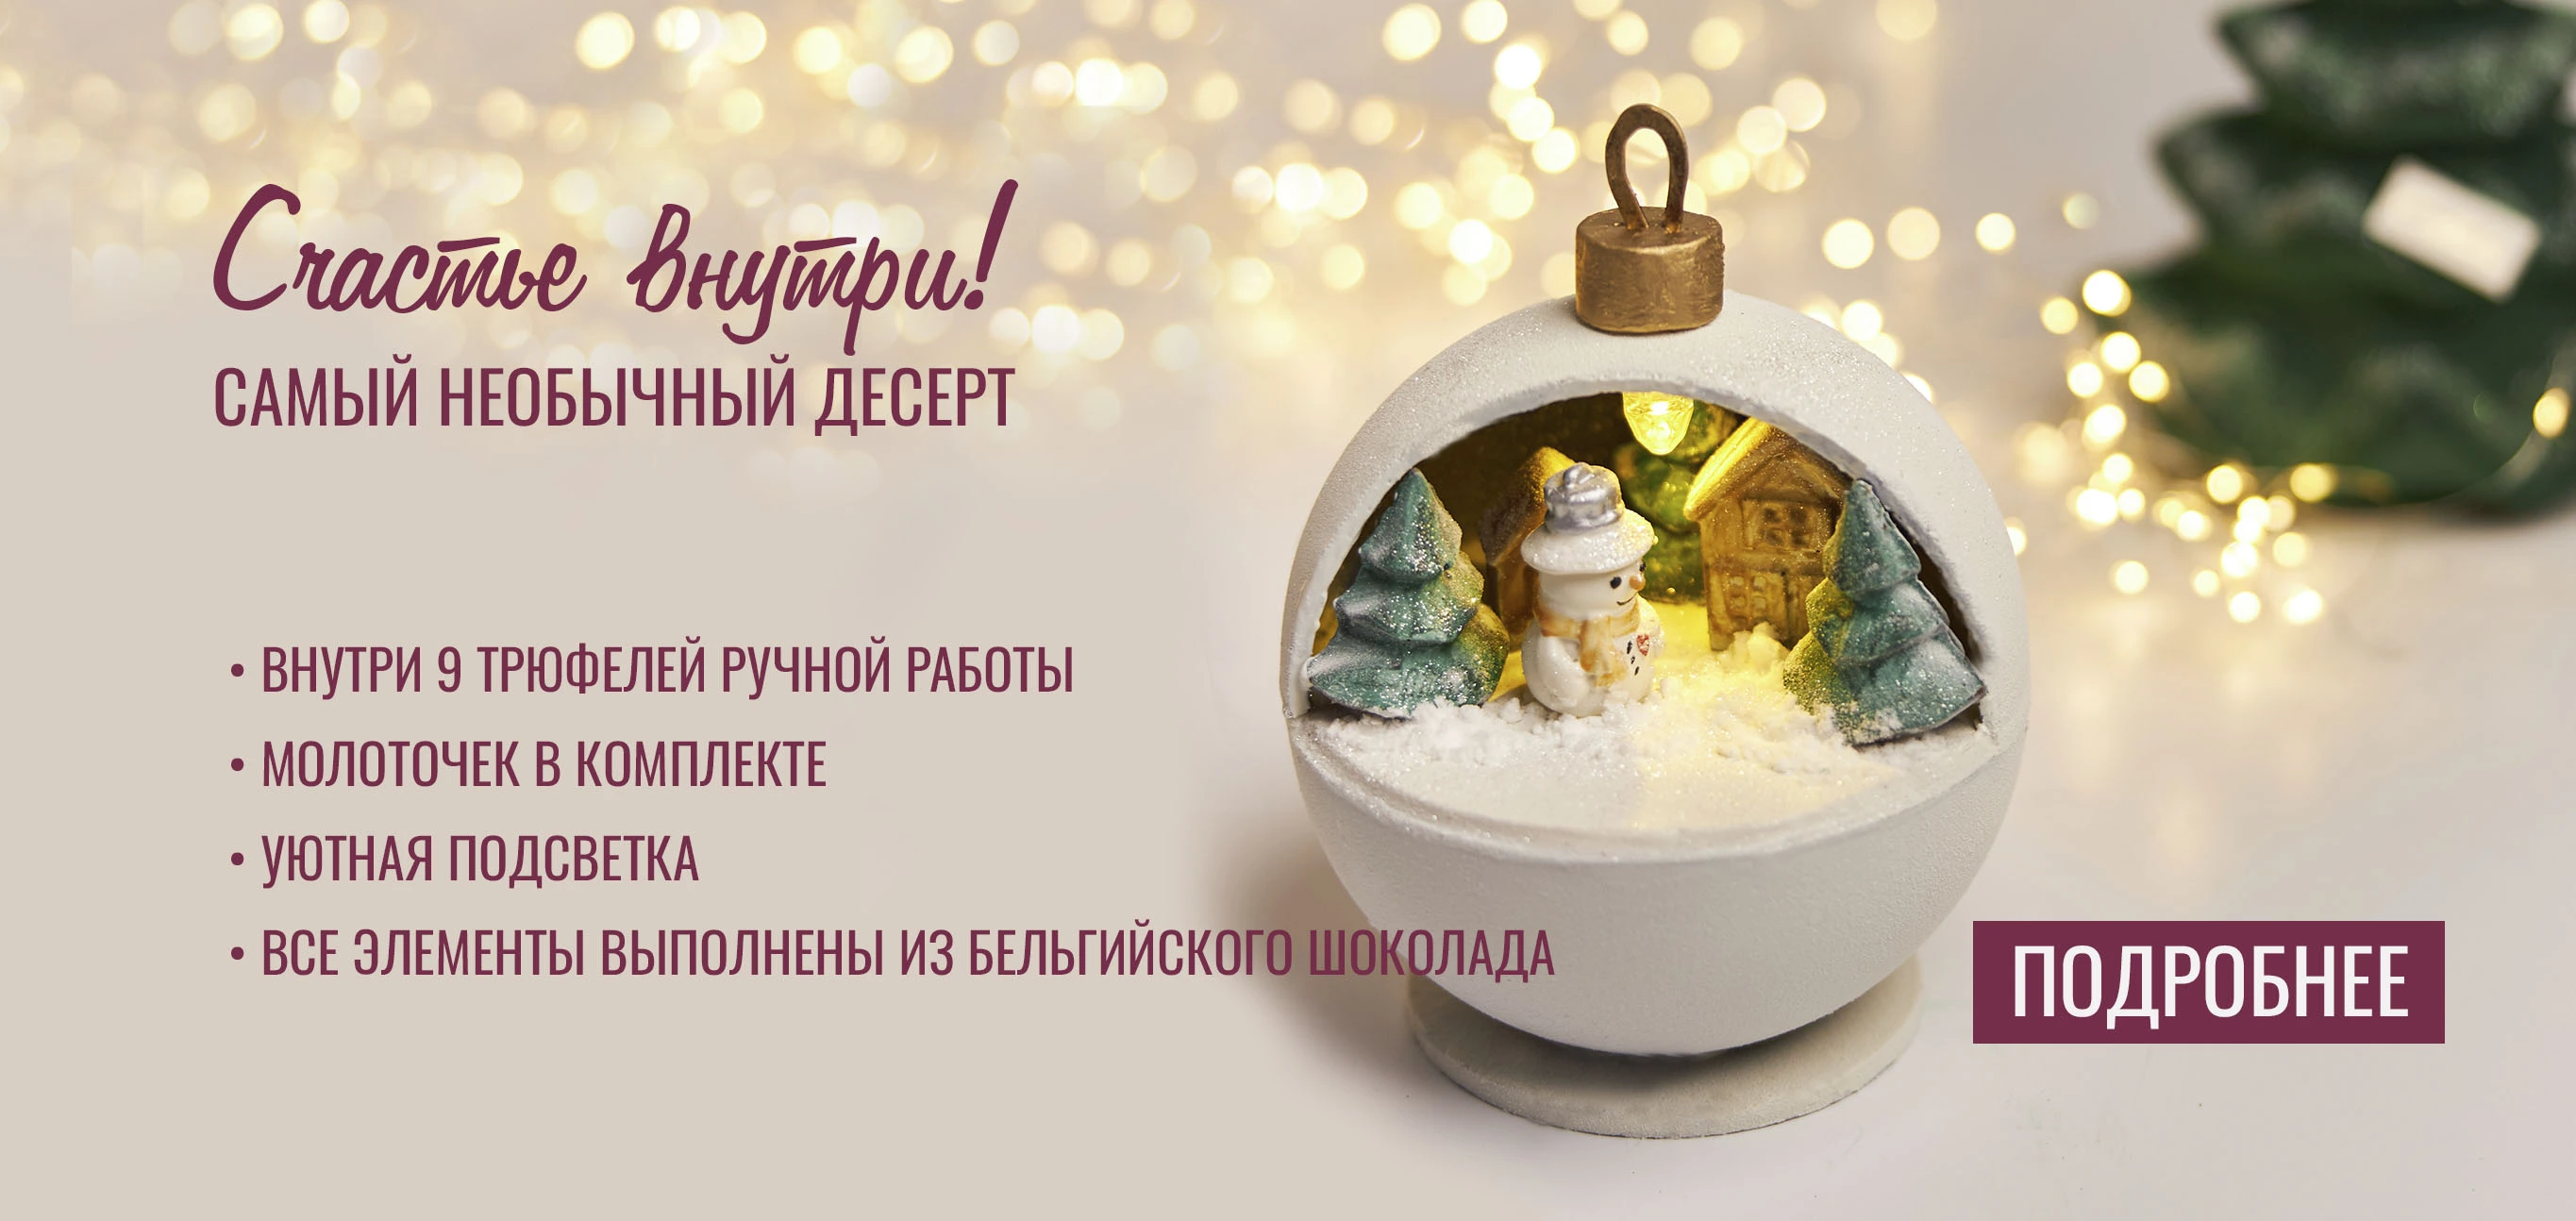 Счастье внутри!
САМЫЙ НЕОБЫЧНЫЙ ДЕСЕРТ
• ВНУТРИ 9 ТРЮФЕЛЕЙ РУЧНОЙ РАБОТЫ
• МОЛОТОЧЕК В КОМПЛЕКТЕ
• УЮТНАЯ ПОДСВЕТКА
• ВСЕ ЭЛЕМЕНТЫ ВЫПОЛНЕНЫ ИЗ БЕЛЬГИЙСКОГО ШОКОЛАДА
ПОДРОБНЕЕ